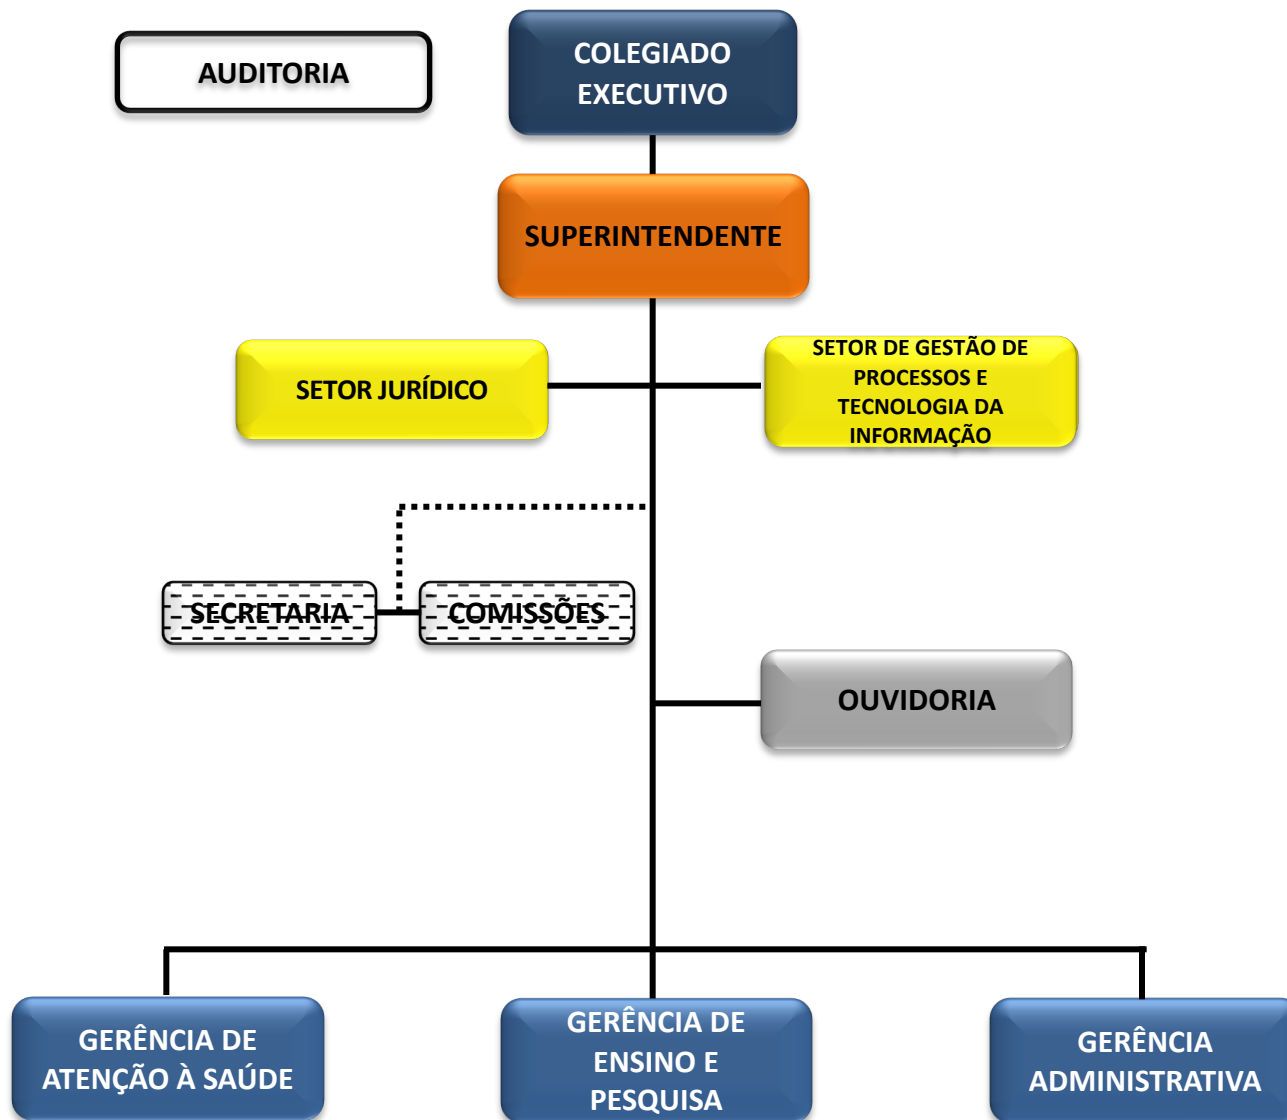 AUDITORIA
COLEGIADO
EXECUTIVO
SUPERINTENDENTE
SETOR JURÍDICO
SETOR DE GESTÃO DE
PROCESSOS E
TECNOLOGIA DA
INFORMAÇÃO
SECRETARIA
COMISSÕES
OUVIDORIA
GERÊNCIA DE
ATENÇÃO À SAÚDE
GERÊNCIA DE
ENSINO E
PESQUISA
GERÊNCIA
ADMINISTRATIVA